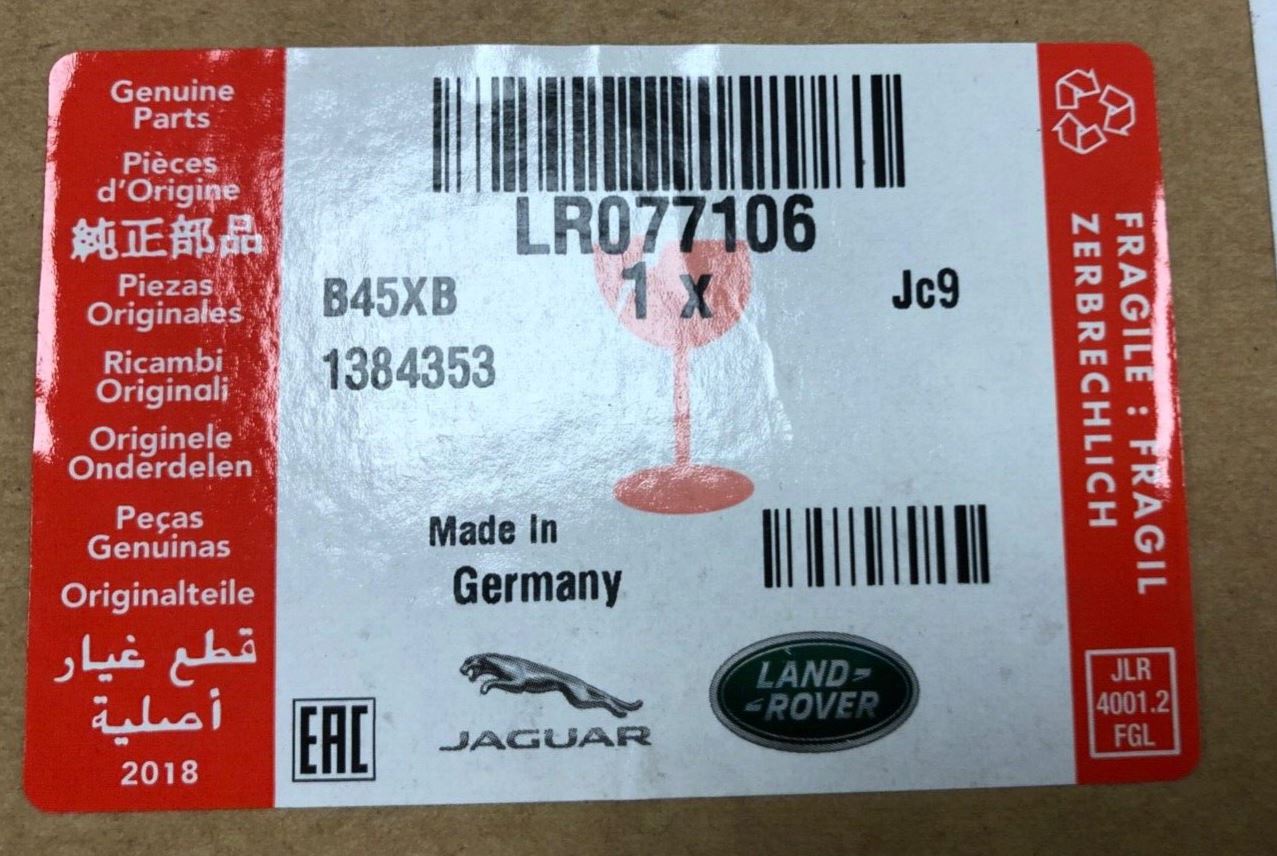 Genuine
Parts
Pièces
d'Origine
純正部品
Piezas
Originales
Ricambi
Originali
Originele
Onderdelen
Peças
Genuinas
Originalteile
قطع غيار
أصلية
2018
LR077106
B45XB
1 x
Jc9
1384353
Made In
Germany
EAC
JAGUAR
LAND-
-ROVER
FRAGILE : FRAGIL
ZERBRECHLICH
JLR
4001.2
FGL